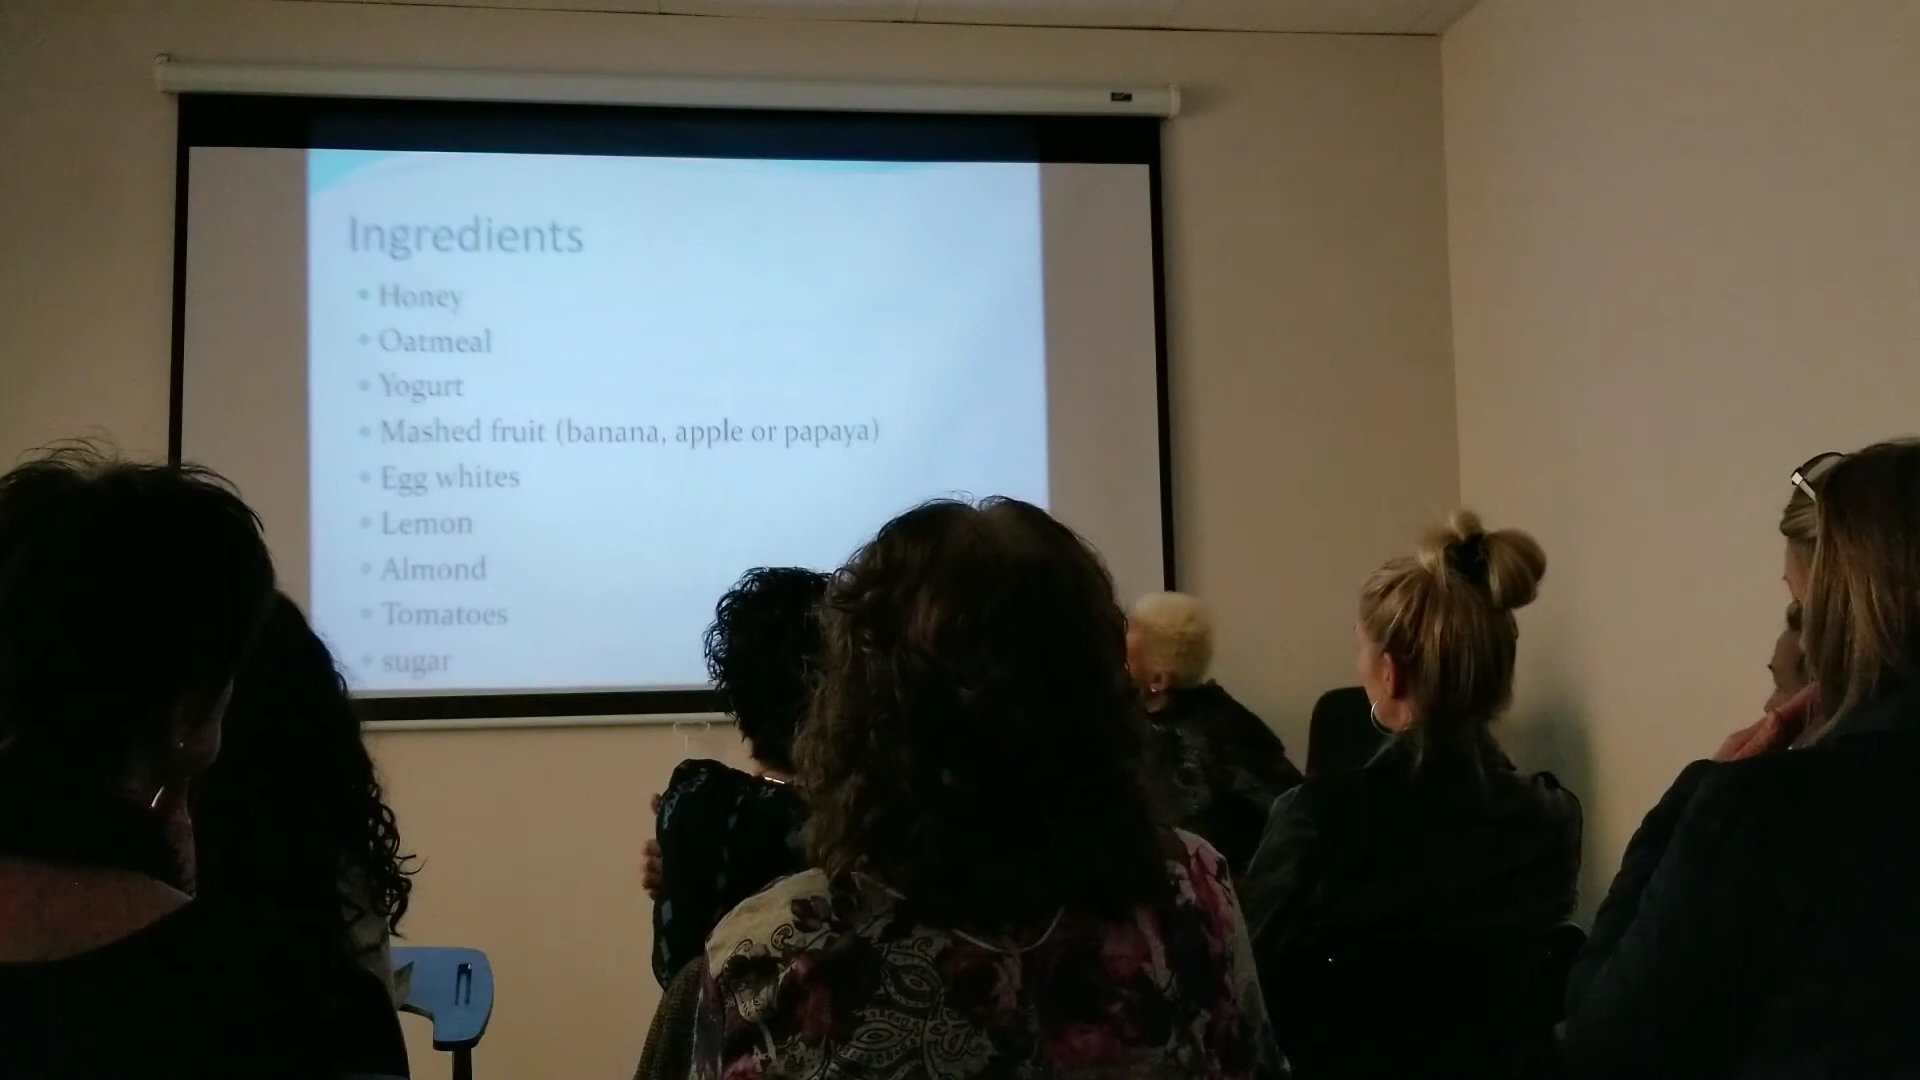 Ingredients
• Honey
• Oatmeal
• Yogurt
• Mashed fruit (banana, apple or papaya)
• Egg whites
• Lemon
• Almond
• Tomatoes
• sugar